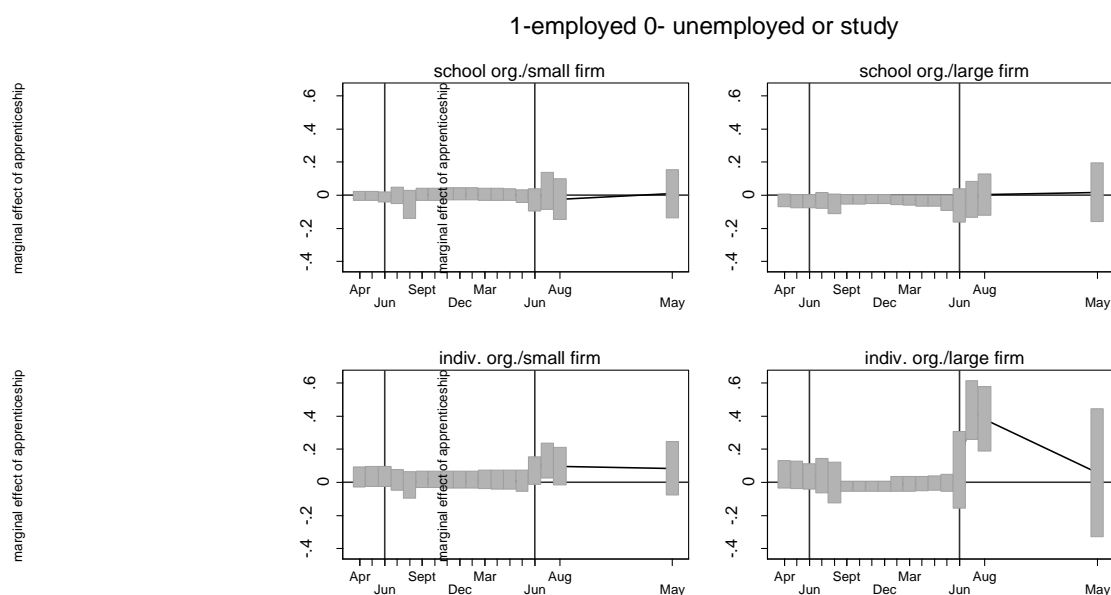 1-employed 0- unemployed or study
school org./small firm
marginal effect of apprenticeship
.6
.4
.2
0
-.2
-.4
Apr Sept Mar Aug
Jun Dec Jun May
school org./large firm
marginal effect of apprenticeship
.6
.4
.2
0
-.2
-.4
Apr Sept Mar Aug
Jun Dec Jun May
indiv. org./small firm
marginal effect of apprenticeship
.6
.4
.2
0
-.2
-.4
Apr Sept Mar Aug
Jun Dec Jun May
indiv. org./large firm
marginal effect of apprenticeship
.6
.4
.2
0
-.2
-.4
Apr Sept Mar Aug
Jun Dec Jun May